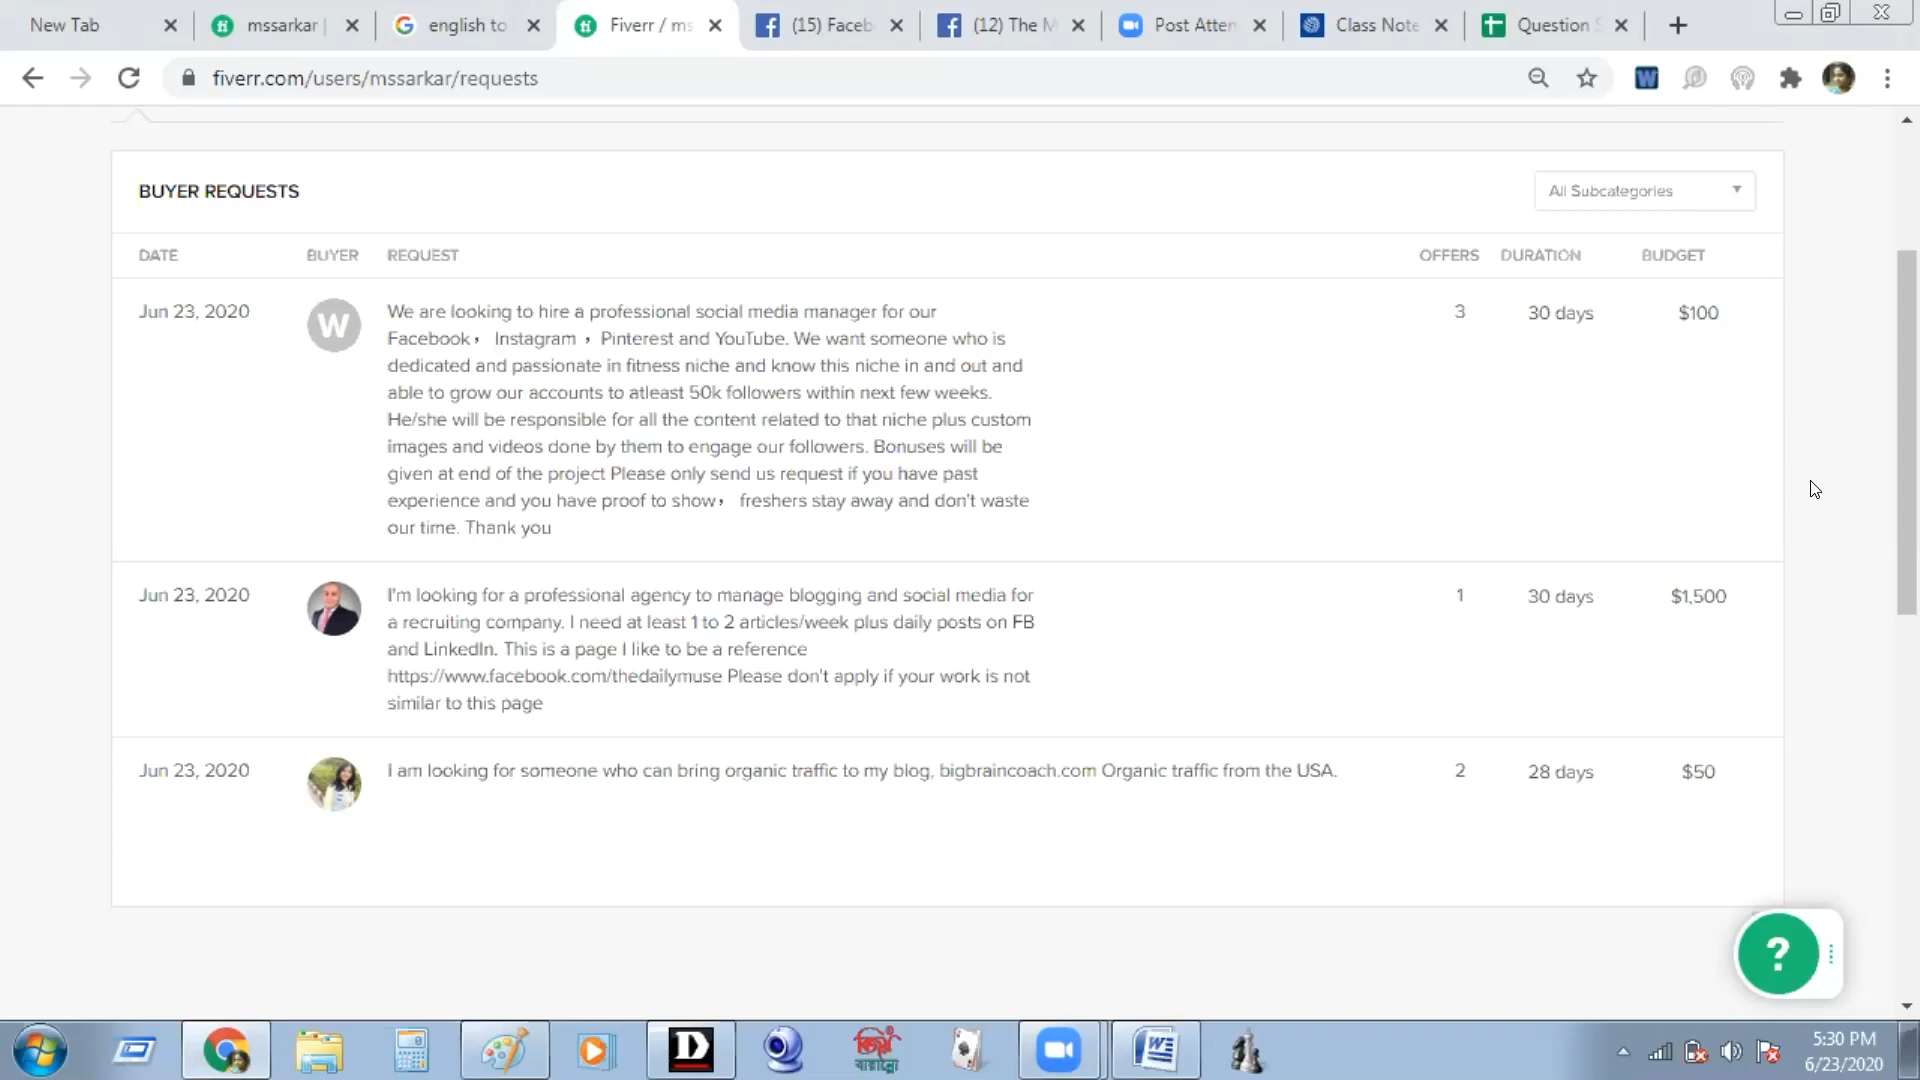 New Tab
mssarkar |
english to
Fiverr / ms
(15) Faceb
(12) The M
Post Atten
Class Note
Question S
fiverr.com/users/mssarkar/requests
BUYER REQUESTS
All Subcategories
DATE BUYER REQUEST OFFERS DURATION BUDGET
Jun 23, 2020
W
We are looking to hire a professional social media manager for our
Facebook， Instagram ，Pinterest and YouTube. We want someone who is
dedicated and passionate in fitness niche and know this niche in and out and
able to grow our accounts to atleast 50k followers within next few weeks.
He/she will be responsible for all the content related to that niche plus custom
images and videos done by them to engage our followers. Bonuses will be
given at end of the project Please only send us request if you have past
experience and you have proof to show， freshers stay away and don't waste
our time. Thank you
3
30 days
$100
Jun 23, 2020
I'm looking for a professional agency to manage blogging and social media for
a recruiting company. I need at least 1 to 2 articles/week plus daily posts on FB
and LinkedIn. This is a page I like to be a reference
https://www.facebook.com/thedailymuse Please don't apply if your work is not
similar to this page
1
30 days
$1,500
Jun 23, 2020
I am looking for someone who can bring organic traffic to my blog, bigbraincoach.com Organic traffic from the USA.
2
28 days
$50
?
5:30 PM
6/23/2020